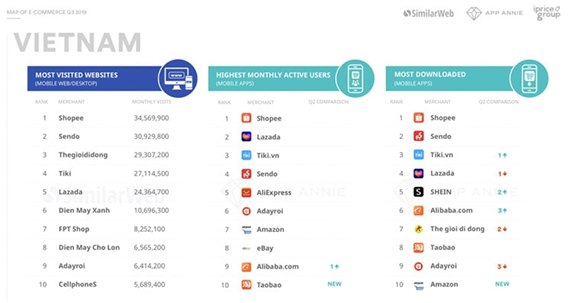 MAP OF E-COMMERCE Q3 2019
SimilarWeb APP ANNIE iprice group
VIETNAM
MOST VISITED WEBSITES
(MOBILE WEB/DESKTOP)
WWW
RANK MERCHANT MONTHLY VISITS
1 Shopee 34,569,900
2 Sendo 30,929,800
3 Thegioididong 29,307,200
4 Tiki 27,114,500
5 Lazada 24,364,700
6 Dien May Xanh 10,696,300
7 FPT Shop 8,252,100
8 Dien May Cho Lon 6,565,200
9 Adayroi 6,414,200
10 CellphoneS 5,689,400
SimilarWeb
HIGHEST MONTHLY ACTIVE USERS
(MOBILE APPS)
RANK MERCHANT Q2 COMPARISION
1 Shopee
2 Lazada
3 Tiki.vn
4 Sendo
5 AliExpress
6 Adayroi
7 Amazon
8 eBay
9 Alibaba.com 1↑
10 Taobao NEW
APP ANNIE
MOST DOWNLOADED
(MOBILE APPS)
RANK MERCHANT Q2 COMPARISION
1 Shopee
2 Sendo
3 Tiki.vn 1↑
4 Lazada 1↓
5 SHEIN 2↑
6 Alibaba.com 3↑
7 The gioi di dong 2↓
8 Taobao
9 Adayroi 3↓
10 Amazon NEW